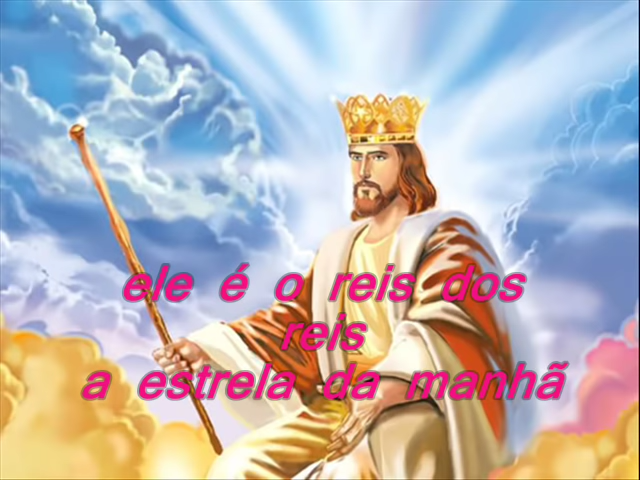 ele é o reis dos
reis
a estrela da manhã